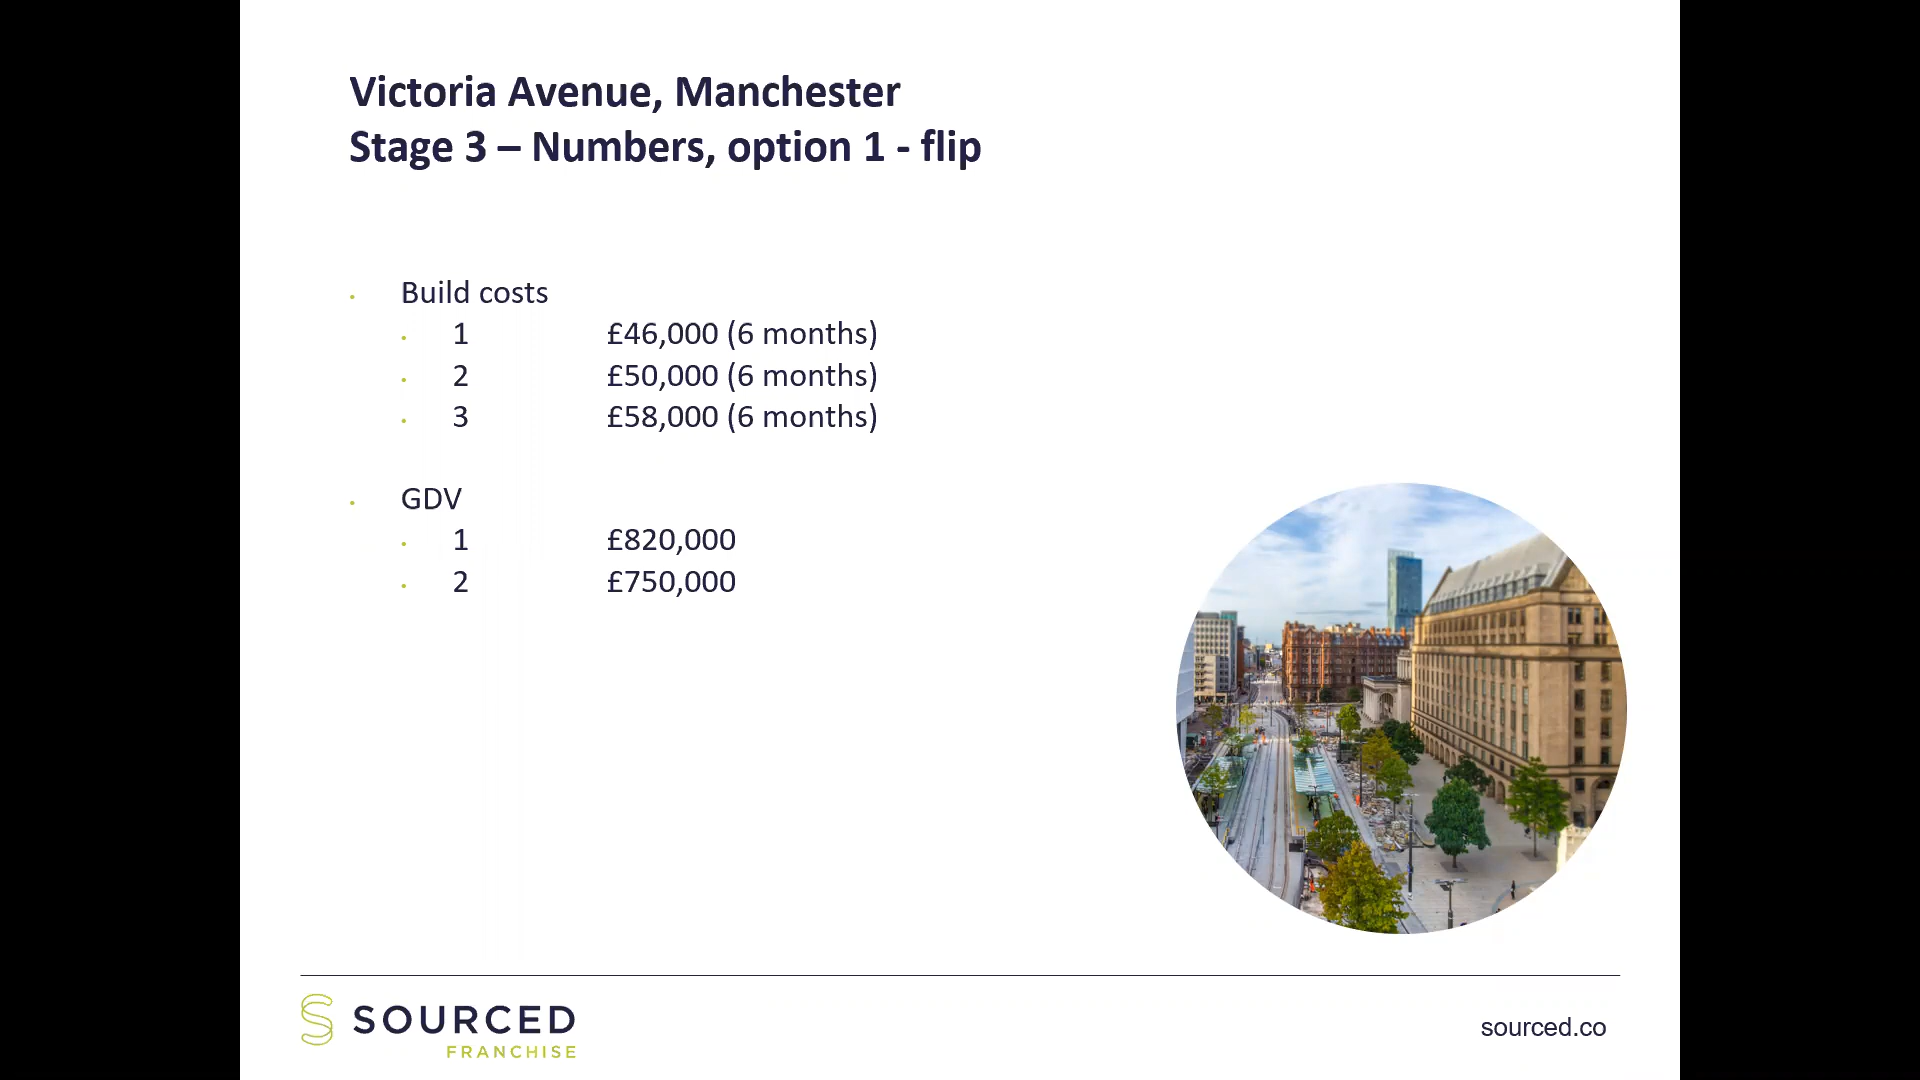 Victoria Avenue, Manchester
Stage 3 – Numbers, option 1 - flip
Build costs
1 £46,000 (6 months)
2 £50,000 (6 months)
3 £58,000 (6 months)
GDV
1 £820,000
2 £750,000
SOURCED
FRANCHISE
sourced.co